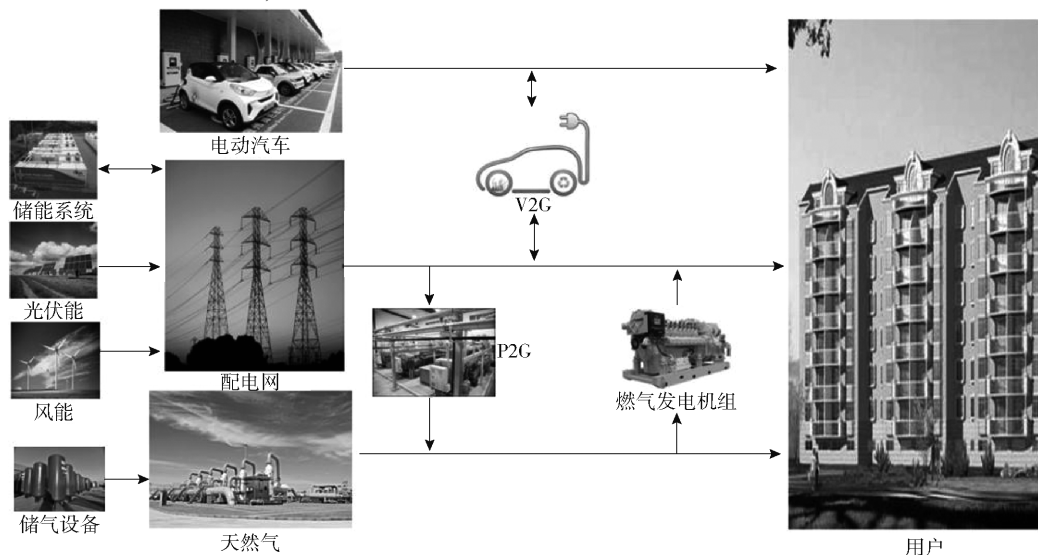 电动汽车
储能系统
V2G
光伏能
P2G
配电网
燃气发电机组
风能
储气设备
天然气
用户